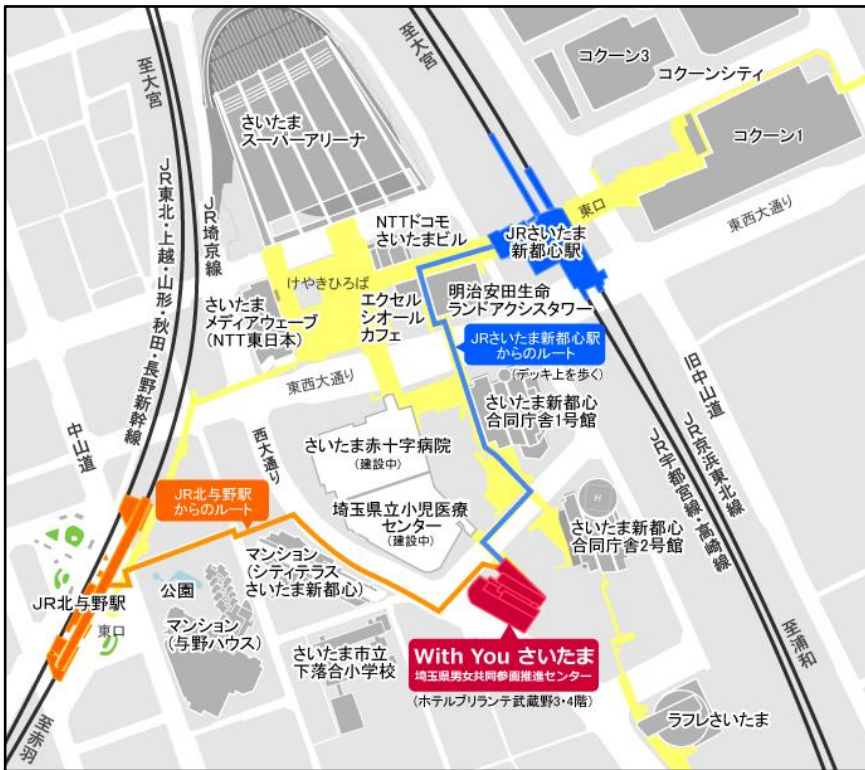 至大宮
至大宮
コクーン3
コクーンシティ
コクーン1
さいたま
スーパーアリーナ
JR東北・上越・山形・秋田・長野新幹線
JR埼京線
NTTドコモ
さいたまビル
JRさいたま
新都心駅
東口
東西大通り
けやきひろば
さいたま
メディアウェーブ
(NTT東日本)
エクセル
シオール
カフェ
明治安田生命
ランドアクシスタワー
JRさいたま新都心駅
からのルート
(デッキ上を歩く)
東西大通り
さいたま新都心
合同庁舎1号館
旧中山道
JR京浜東北線
JR宇都宮線・高崎線
中山道
西大通り
さいたま赤十字病院
(建設中)
JR北与野駅
からのルート
埼玉県立小児医療
センター
(建設中)
H
さいたま新都心
合同庁舎2号館
マンション
(シティテラス
さいたま新都心)
公園
JR北与野駅
東口
マンション
(与野ハウス)
さいたま市立
下落合小学校
With You さいたま
埼玉県男女共同参画推進センター
(ホテルブリランテ武蔵野3・4階)
至浦和
ラフレさいたま
至赤羽